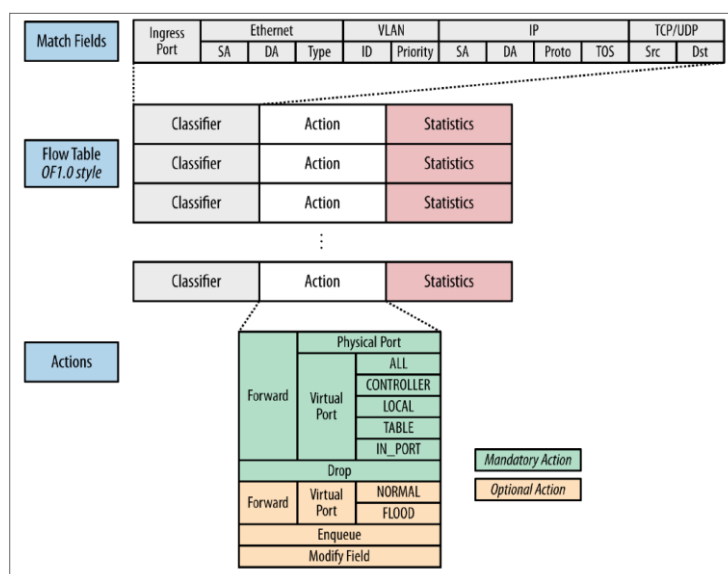 Match Fields
Ingress Port
Ethernet
VLAN
IP
TCP/UDP
SA DA Type ID Priority SA DA Proto TOS Src Dst
Flow Table
OF1.0 style
Classifier Action Statistics
Classifier Action Statistics
Classifier Action Statistics
⋮
Classifier Action Statistics
Actions
Forward
Physical Port
Virtual Port
ALL
CONTROLLER
LOCAL
TABLE
IN_PORT
Drop
Forward
Virtual Port
NORMAL
FLOOD
Enqueue
Modify Field
Mandatory Action
Optional Action